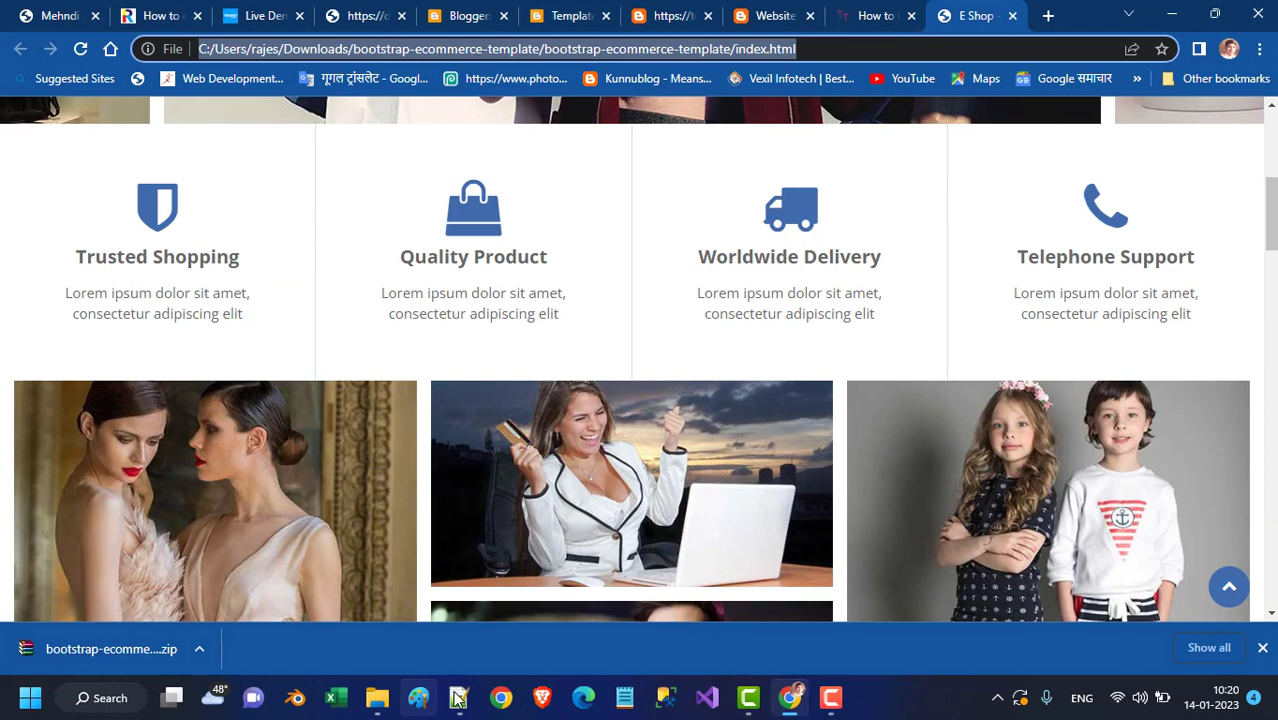 Mehndi
How to c
Live Den
https://c
Blogger:
Templat
https://te
Website
How to C
E Shop -
File
C:/Users/rajes/Downloads/bootstrap-ecommerce-template/bootstrap-ecommerce-template/index.html
Suggested Sites
Web Development...
गूगल ट्रांसलेट - Googl...
https://www.photo...
Kunnublog - Means...
Vexil Infotech | Best...
YouTube
Maps
Google समाचार
»
Other bookmarks
Trusted Shopping
Lorem ipsum dolor sit amet,
consectetur adipiscing elit
Quality Product
Lorem ipsum dolor sit amet,
consectetur adipiscing elit
Worldwide Delivery
Lorem ipsum dolor sit amet,
consectetur adipiscing elit
Telephone Support
Lorem ipsum dolor sit amet,
consectetur adipiscing elit
bootstrap-ecomme....zip
Show all
Search
48°
ENG
10:20
14-01-2023
4